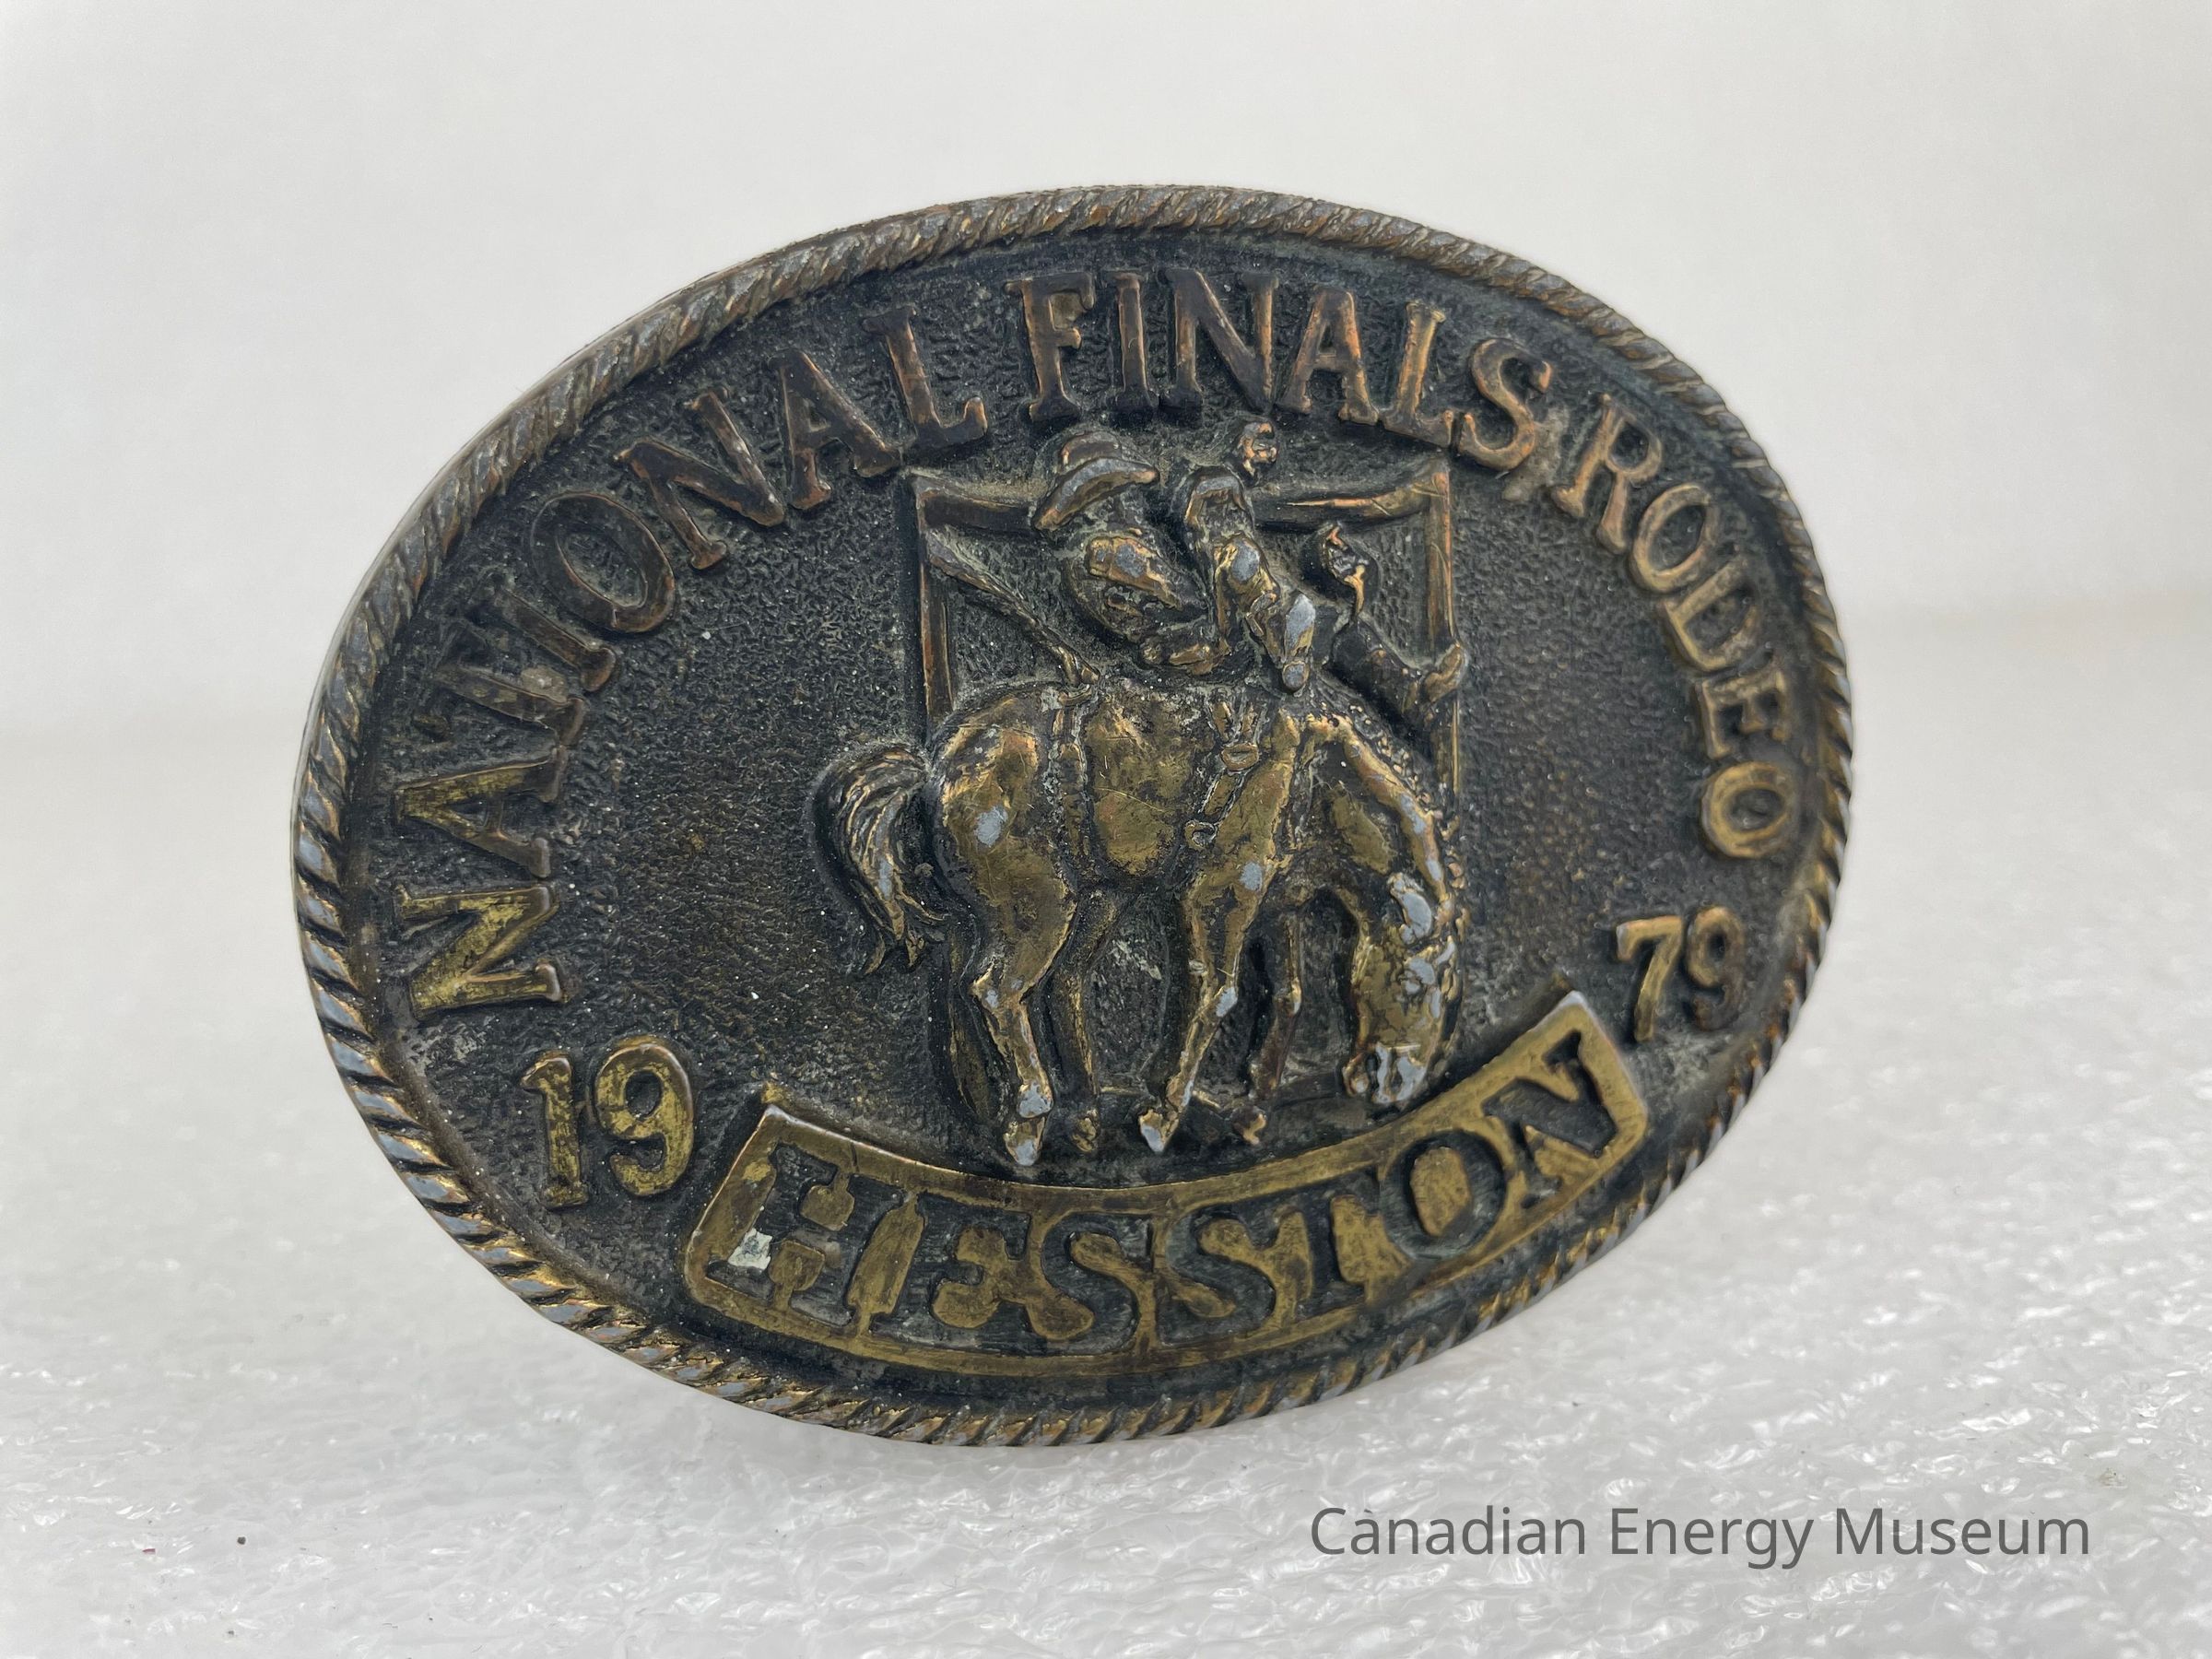 NATIONAL FINALS RODEO
19 79
HESSTON
Canadian Energy Museum